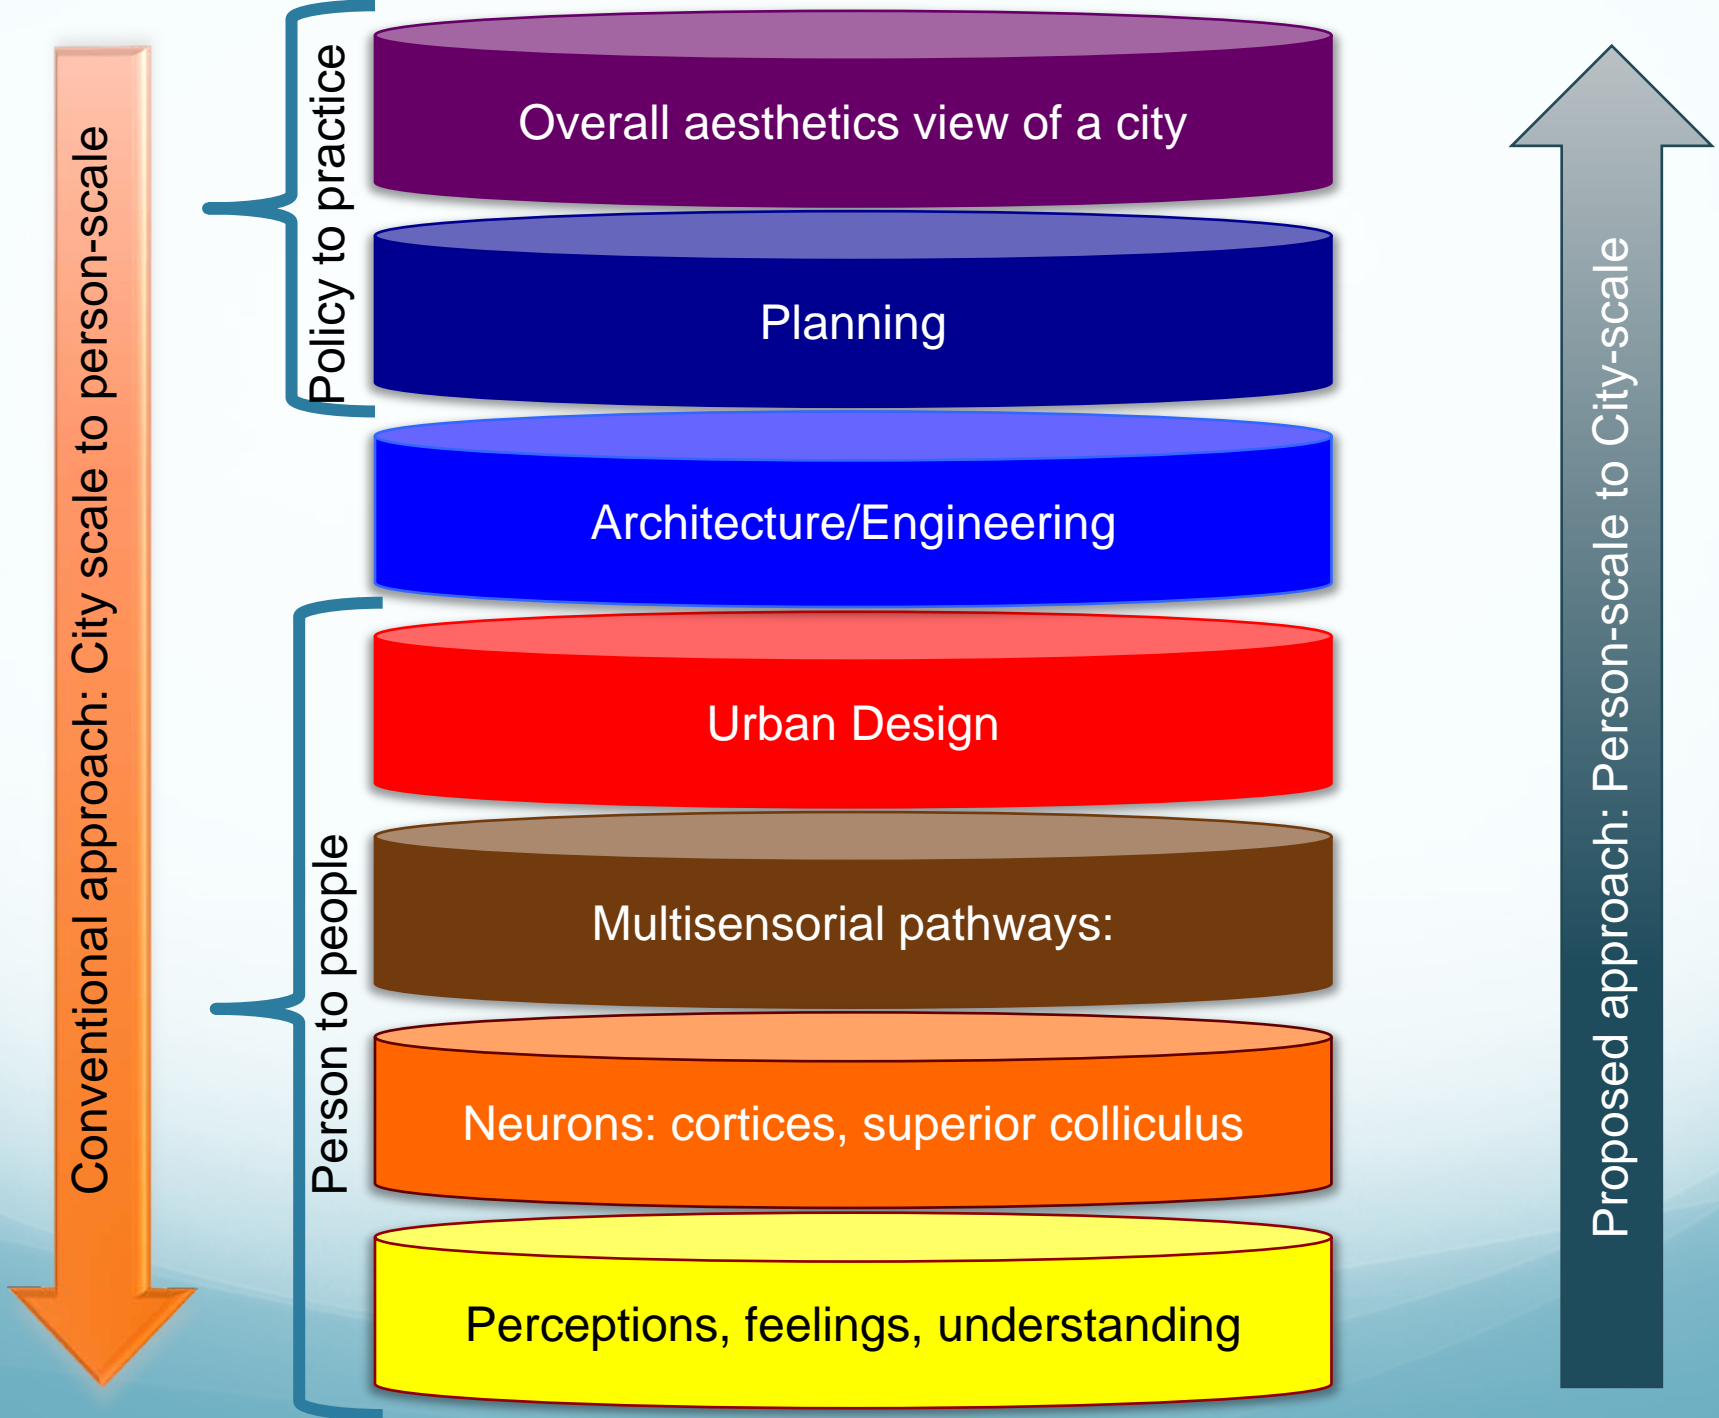 Conventional approach: City scale to person-scale
Policy to practice
Person to people
Overall aesthetics view of a city
Planning
Architecture/Engineering
Urban Design
Multisensorial pathways:
Neurons: cortices, superior colliculus
Perceptions, feelings, understanding
Proposed approach: Person-scale to City-scale